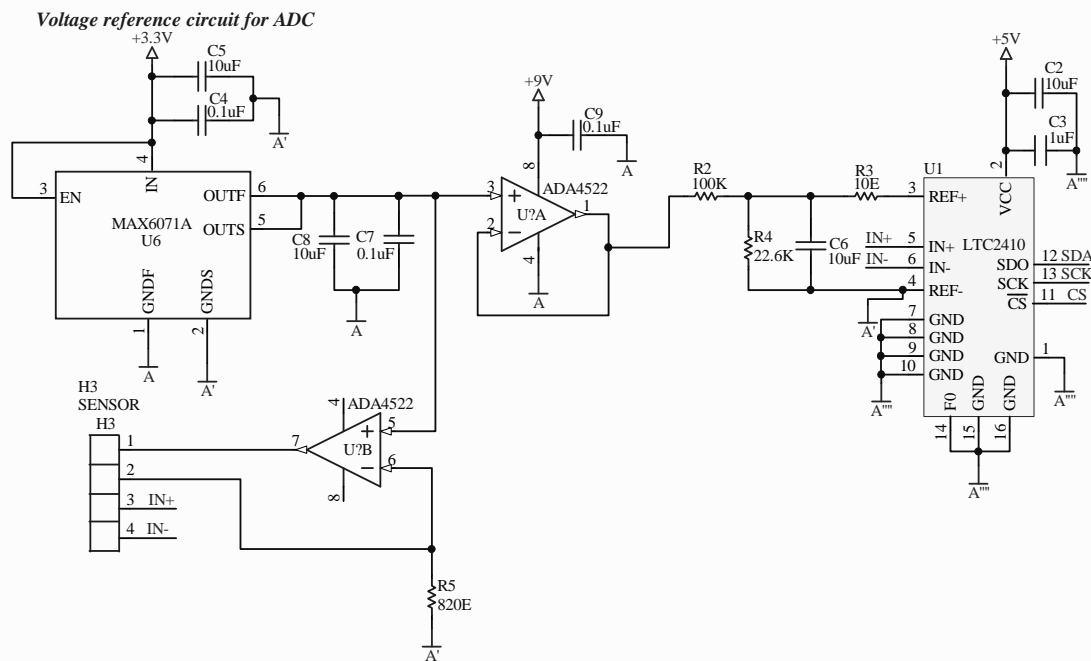 Voltage reference circuit for ADC
+3.3V
C5
10uF
C4
0.1uF
A'
4
IN
3
EN
MAX6071A
U6
OUTF
6
OUTS
5
GNDF
GNDS
1
2
A
A'
C8
10uF
C7
0.1uF
A
+9V
C9
0.1uF
A
8
ADA4522
3
+
U?A
1
2
−
4
A
R2
100K
R3
10E
R4
22.6K
C6
10uF
A'
+5V
C2
10uF
C3
1uF
A""
U1
2
VCC
3
REF+
LTC2410
IN+
5
IN+
IN-
6
IN-
4
REF-
SDO
12
SDA
SCK
13
SCK
CS
11
CS
7
GND
8
GND
9
GND
10
GND
GND
1
A""
A""
F0
GND
GND
14
15
16
A""
H3
SENSOR
H3
1
2
3
IN+
4
IN-
4
ADA4522
5
+
7
U?B
6
−
8
R5
820E
A'